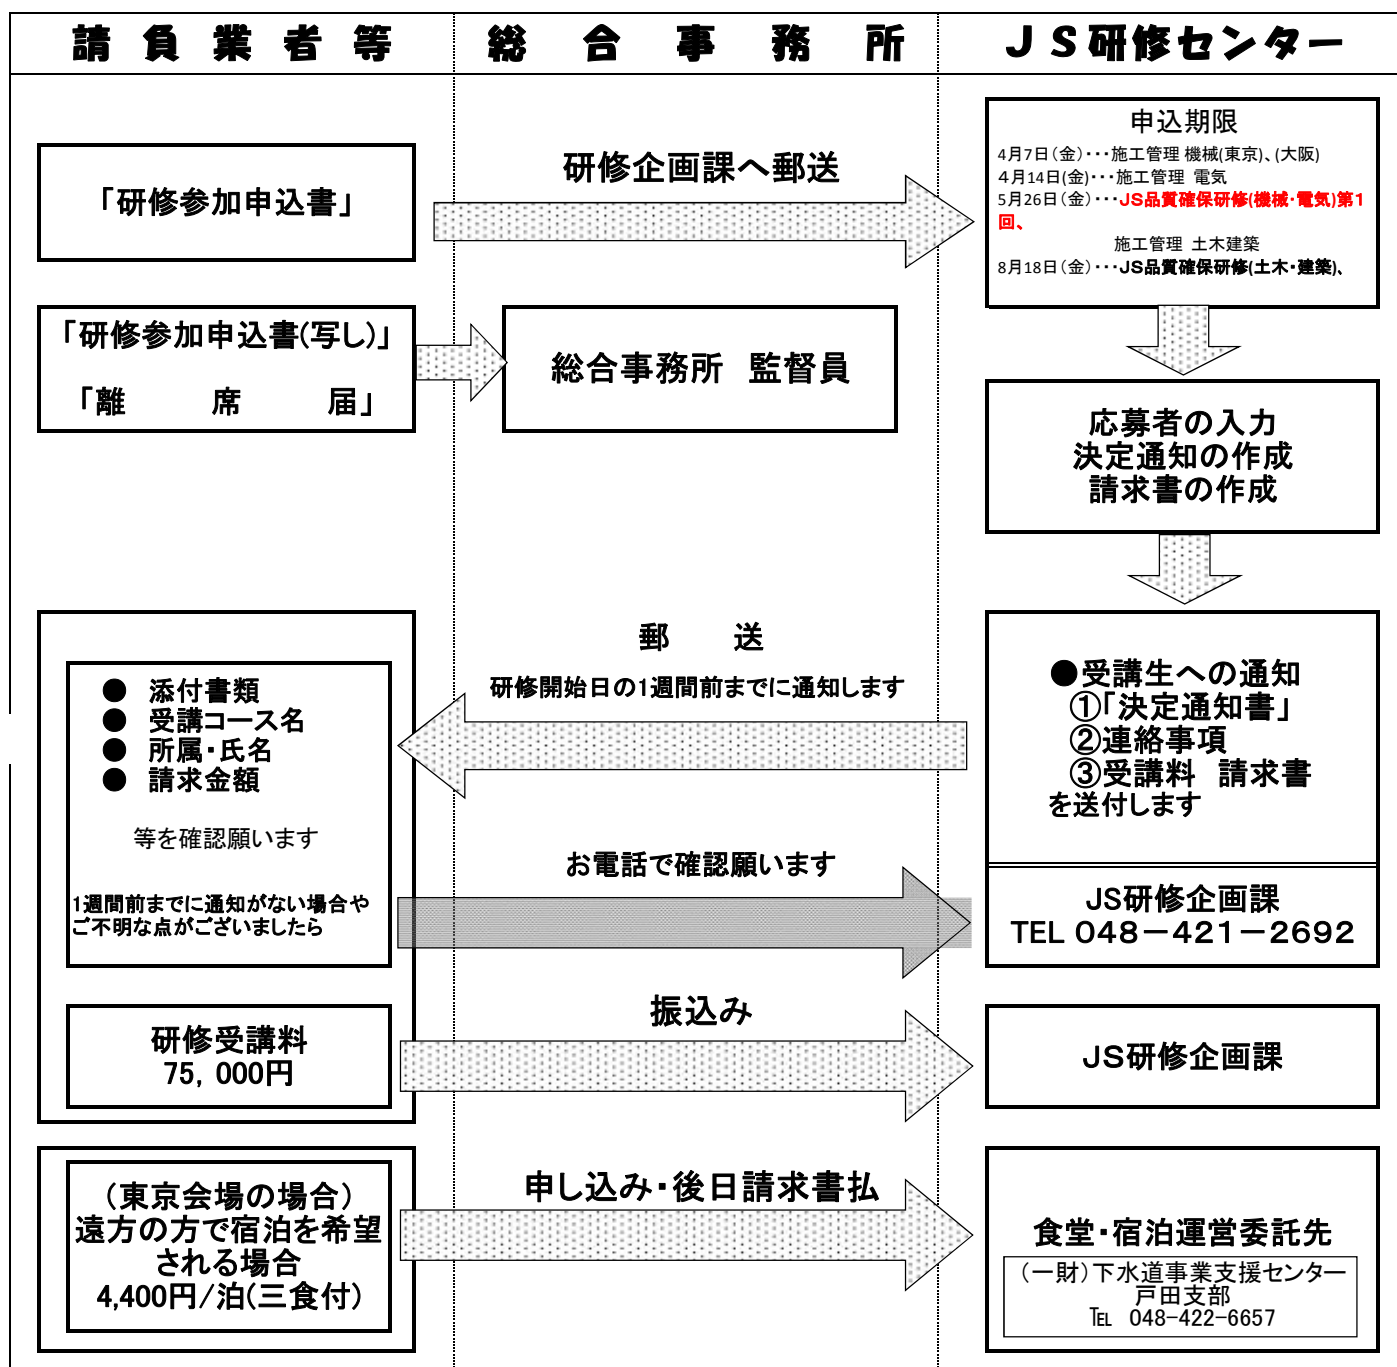 請負業者等
総合事務所
JS研修センター
「研修参加申込書」
研修企画課へ郵送
申込期限
4月7日(金)・・・施工管理 機械(東京)、(大阪)
4月14日(金)・・・施工管理 電気
5月26日(金)・・・JS品質確保研修(機械・電気)第1
回、
施工管理 土木建築
8月18日(金)・・・JS品質確保研修(土木・建築)、
「研修参加申込書(写し)」
「離席届」
総合事務所 監督員
応募者の入力
決定通知の作成
請求書の作成
郵送
研修開始日の1週間前までに通知します
● 添付書類
● 受講コース名
● 所属・氏名
● 請求金額
等を確認願います
1週間前までに通知がない場合や
ご不明な点がございましたら
●受講生への通知
①「決定通知書」
②連絡事項
③受講料 請求書
を送付します
お電話で確認願います
JS研修企画課
TEL 048-421-2692
研修受講料
75,000円
振込み
JS研修企画課
(東京会場の場合)
遠方の方で宿泊を希望
される場合
4,400円/泊(三食付)
申し込み・後日請求書払
食堂・宿泊運営委託先
(一財)下水道事業支援センター
戸田支部
℡ 048-422-6657